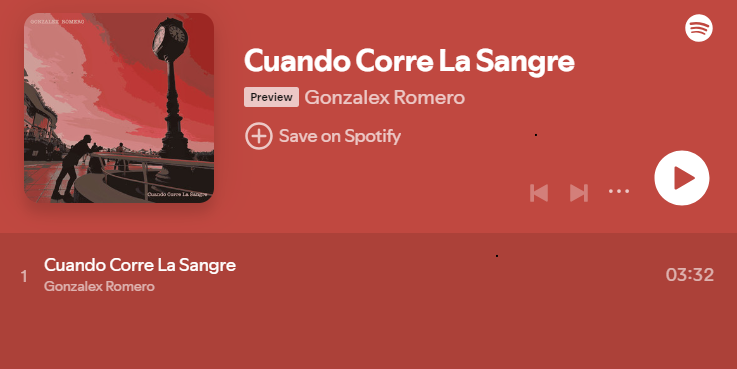 GONZALEX ROMERO
Cuando Corre La Sangre
Cuando Corre La Sangre
Preview Gonzalex Romero
Save on Spotify
1 Cuando Corre La Sangre 03:32
Gonzalex Romero